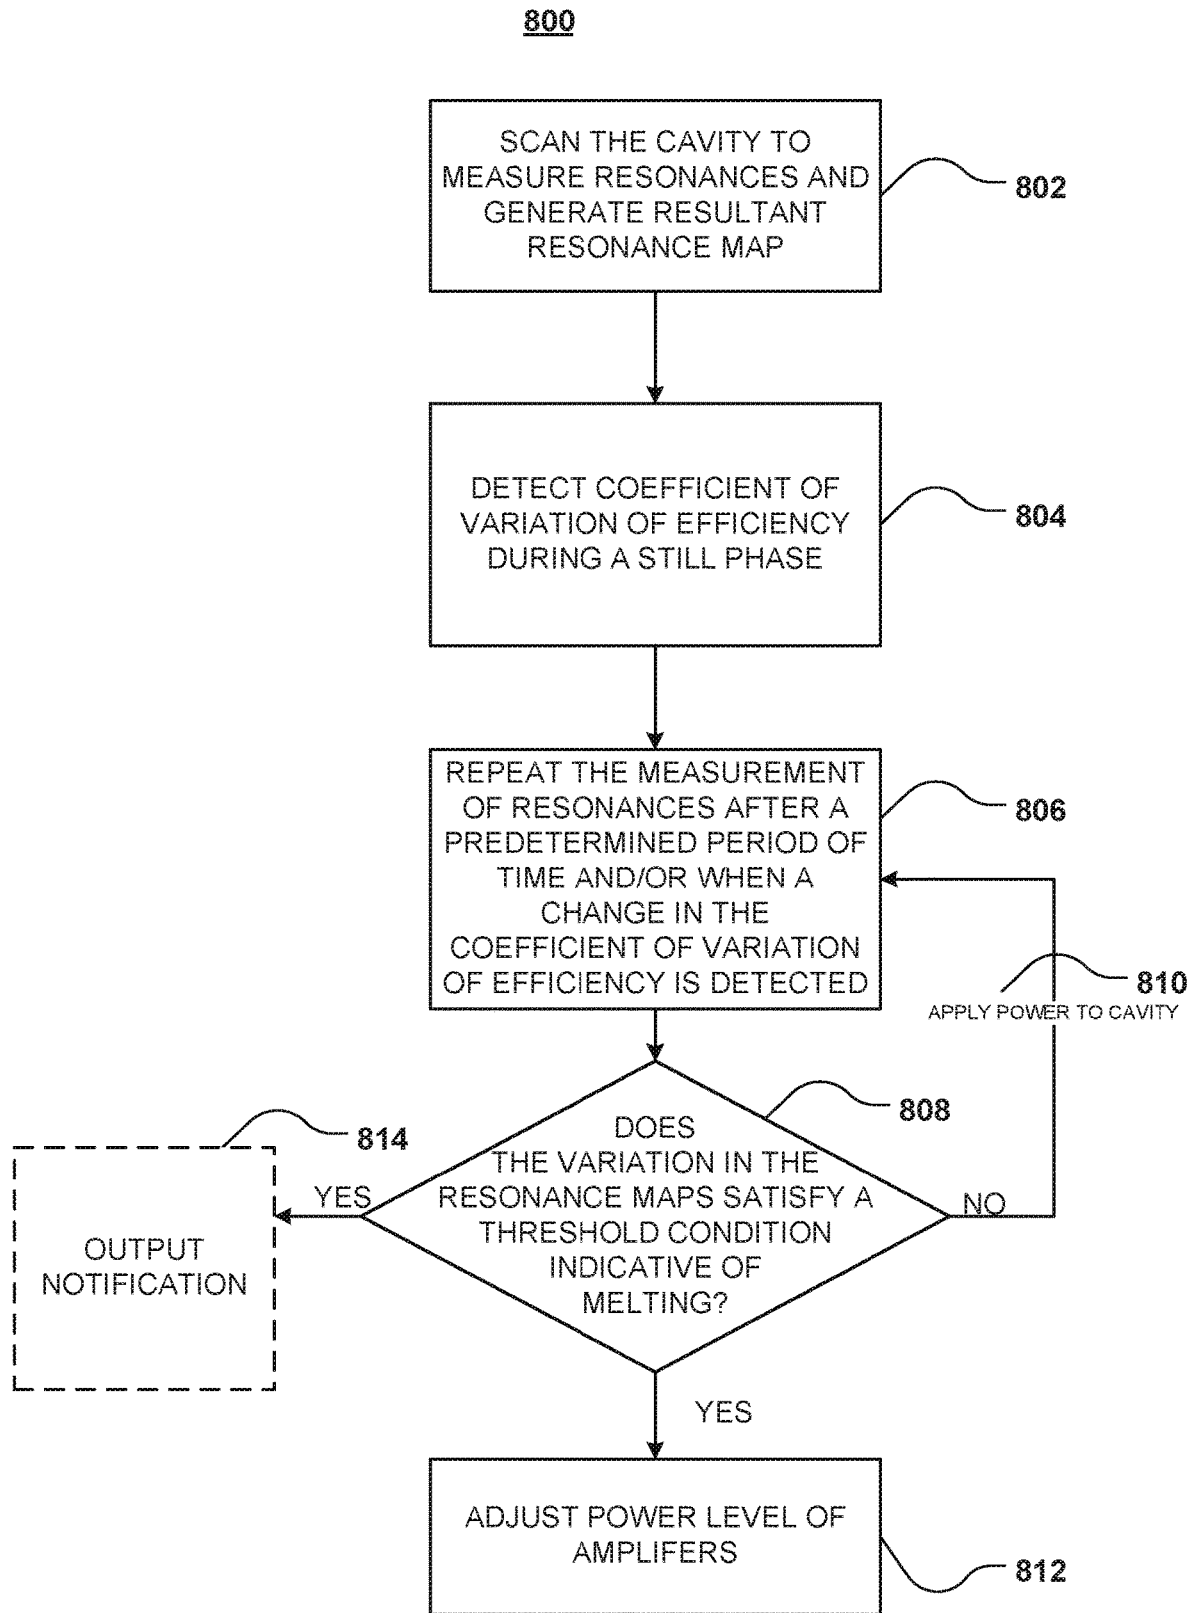 800
SCAN THE CAVITY TO
MEASURE RESONANCES AND
GENERATE RESULTANT
RESONANCE MAP
802
DETECT COEFFICIENT OF
VARIATION OF EFFICIENCY
DURING A STILL PHASE
804
REPEAT THE MEASUREMENT
OF RESONANCES AFTER A
PREDETERMINED PERIOD OF
TIME AND/OR WHEN A
CHANGE IN THE
COEFFICIENT OF VARIATION
OF EFFICIENCY IS DETECTED
806
810
APPLY POWER TO CAVITY
DOES
THE VARIATION IN THE
RESONANCE MAPS SATISFY A
THRESHOLD CONDITION
INDICATIVE OF
MELTING?
808
NO
YES
814
OUTPUT
NOTIFICATION
YES
ADJUST POWER LEVEL OF
AMPLIFERS
812